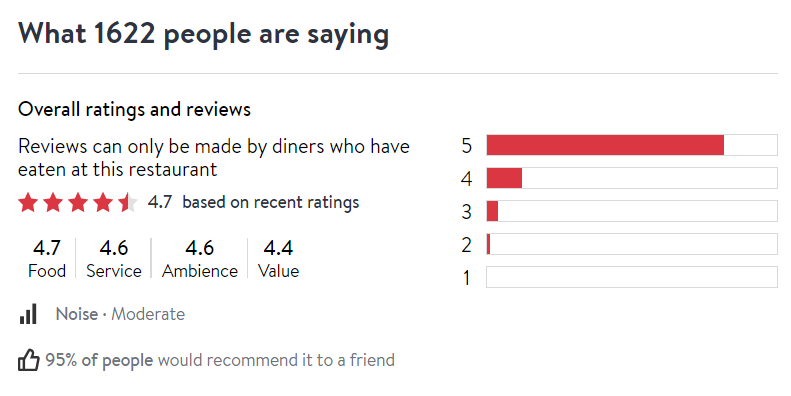 What 1622 people are saying
Overall ratings and reviews
Reviews can only be made by diners who have
eaten at this restaurant
4.7 based on recent ratings
4.7 4.6 4.6 4.4
Food Service Ambience Value
Noise · Moderate
95% of people would recommend it to a friend
5
4
3
2
1